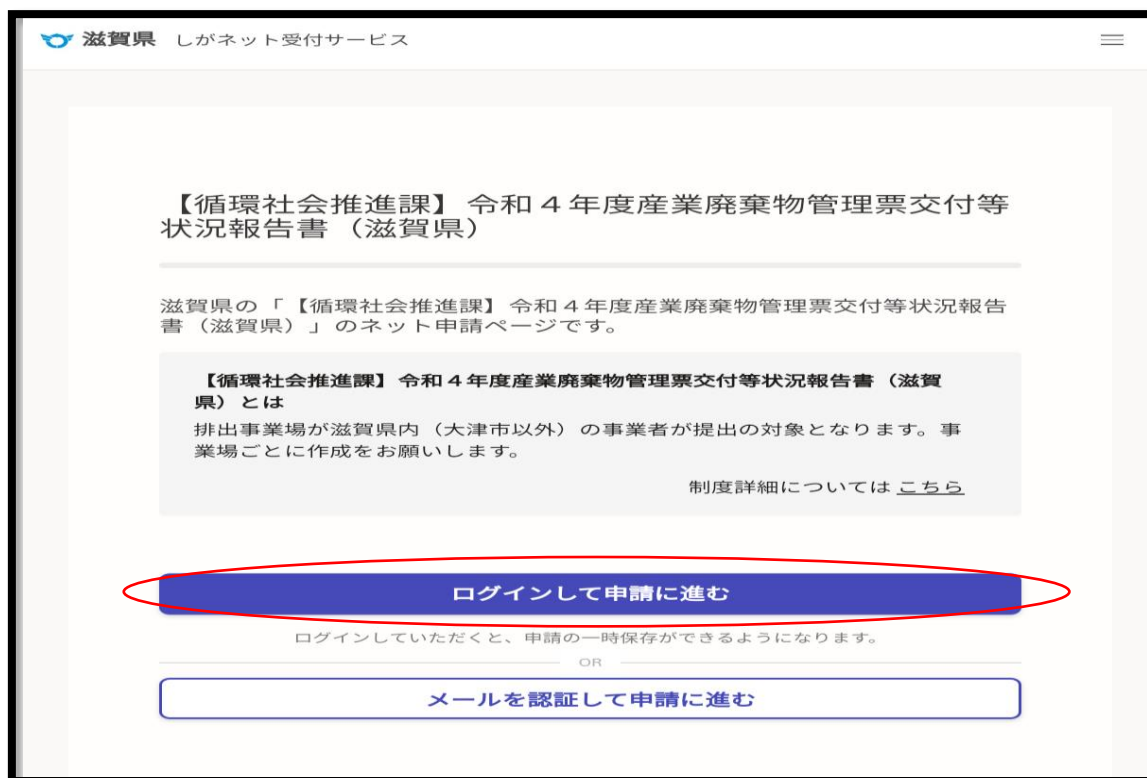 滋賀県 しがネット受付サービス
【循環社会推進課】令和４年度産業廃棄物管理票交付等
状況報告書（滋賀県）
滋賀県の「【循環社会推進課】令和４年度産業廃棄物管理票交付等状況報告
書（滋賀県）」のネット申請ページです。
【循環社会推進課】令和４年度産業廃棄物管理票交付等状況報告書（滋賀
県）とは
排出事業場が滋賀県内（大津市以外）の事業者が提出の対象となります。事
業場ごとに作成をお願いします。
制度詳細については こちら
ログインして申請に進む
ログインしていただくと、申請の一時保存ができるようになります。
OR
メールを認証して申請に進む